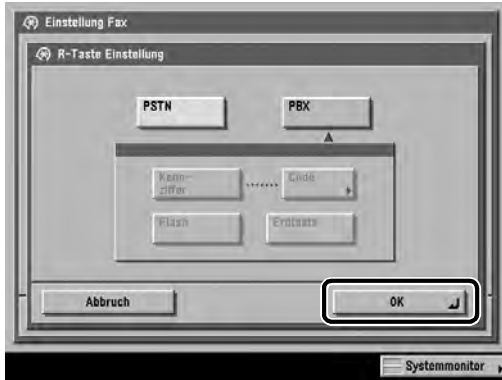 Einstellung Fax
R-Taste Einstellung
PSTN PBX
Kenn- Code
ziffer
Flash Erdtaste
Abbruch OK
Systemmonitor